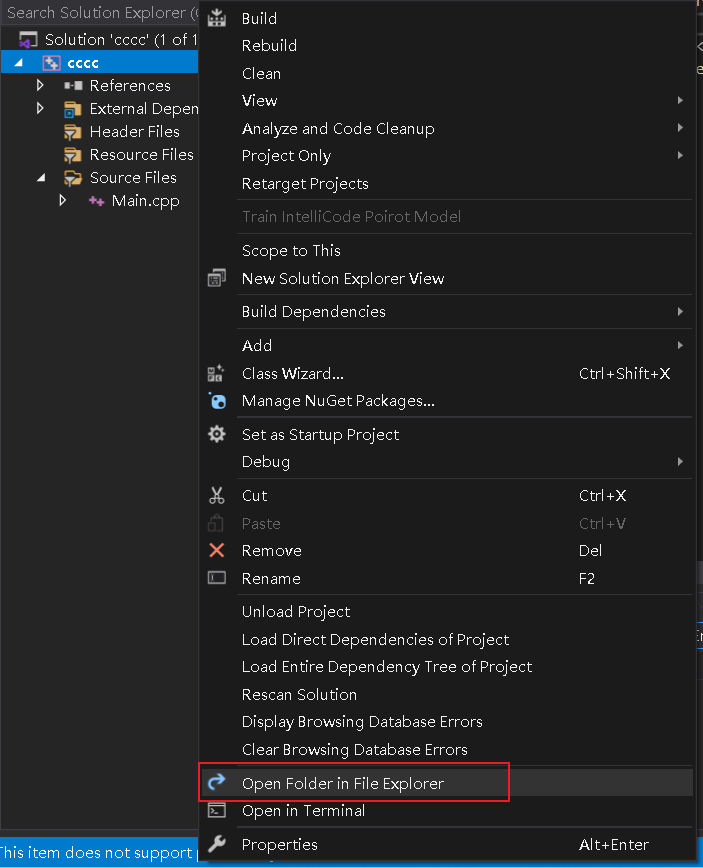 Search Solution Explorer (
Solution 'cccc' (1 of 1
cccc
References
External Depen
Header Files
Resource Files
Source Files
Main.cpp
This item does not support
Build
Rebuild
Clean
View
Analyze and Code Cleanup
Project Only
Retarget Projects
Train IntelliCode Poirot Model
Scope to This
New Solution Explorer View
Build Dependencies
Add
Class Wizard... Ctrl+Shift+X
Manage NuGet Packages...
Set as Startup Project
Debug
Cut Ctrl+X
Paste Ctrl+V
Remove Del
Rename F2
Unload Project
Load Direct Dependencies of Project
Load Entire Dependency Tree of Project
Rescan Solution
Display Browsing Database Errors
Clear Browsing Database Errors
Open Folder in File Explorer
Open in Terminal
Properties Alt+Enter